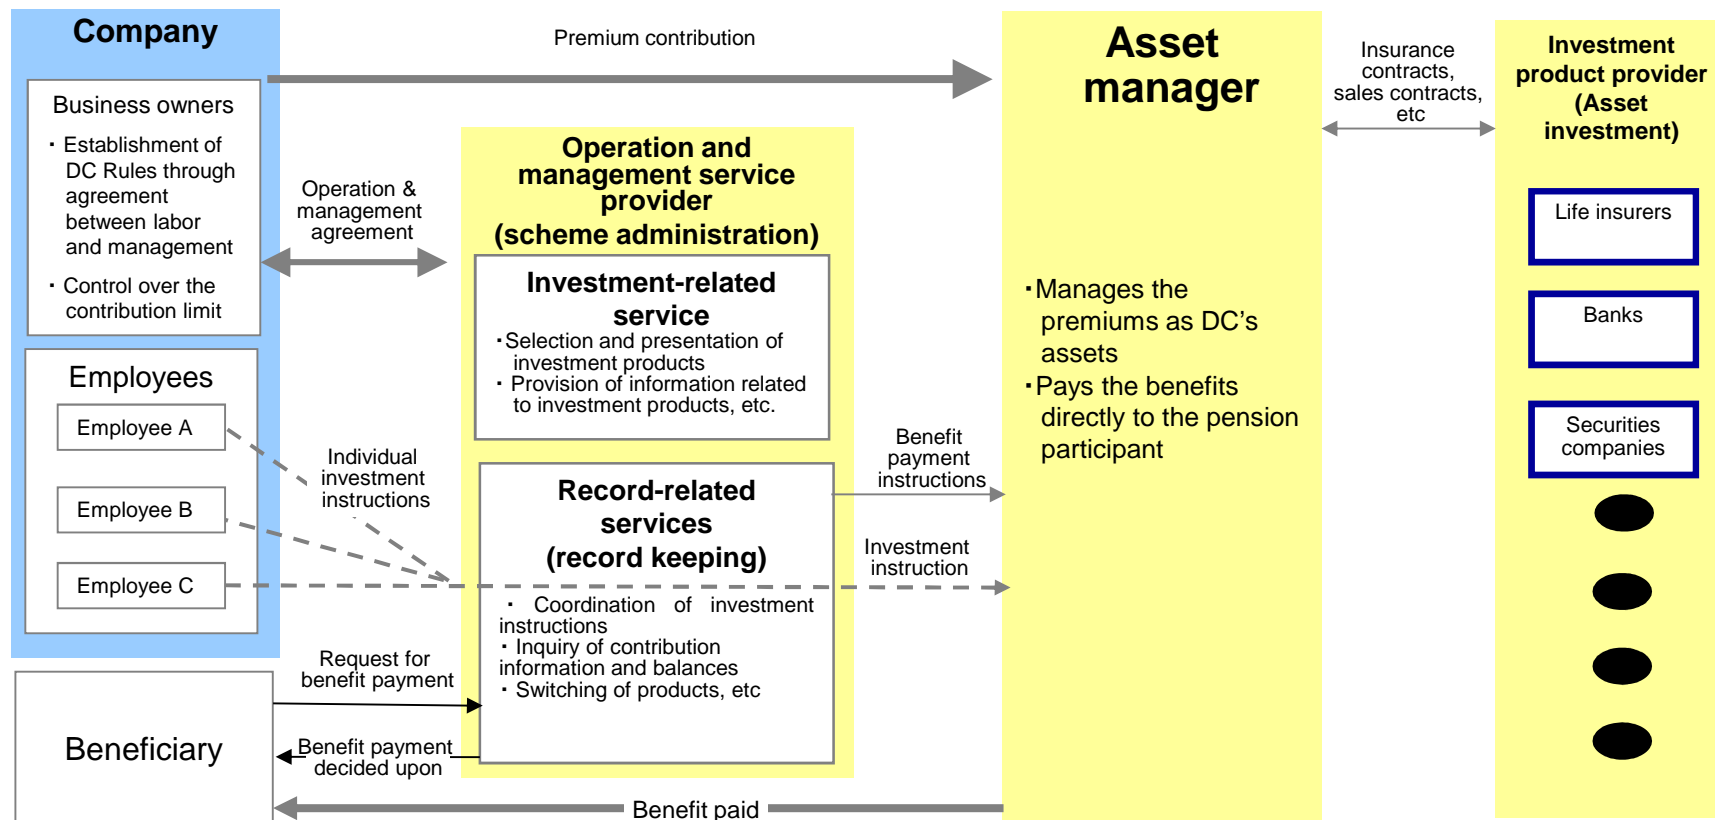 Company
Business owners
・Establishment of
DC Rules through
agreement
between labor
and management
・Control over the
contribution limit
Employees
Employee A
Employee B
Employee C
Beneficiary
Premium contribution
Operation &
management
agreement
Individual
investment
instructions
Request for
benefit payment
Benefit payment
decided upon
Benefit paid
Operation and
management service
provider
(scheme administration)
Investment-related
service
・Selection and presentation of
investment products
・Provision of information related
to investment products, etc.
Record-related
services
(record keeping)
・ Coordination of investment
instructions
・Inquiry of contribution
information and balances
・Switching of products, etc
Benefit
payment
instructions
Investment
instruction
Asset
manager
・Manages the
premiums as DC's
assets
・Pays the benefits
directly to the pension
participant
Insurance
contracts,
sales contracts,
etc
Investment
product provider
(Asset
investment)
Life insurers
Banks
Securities
companies